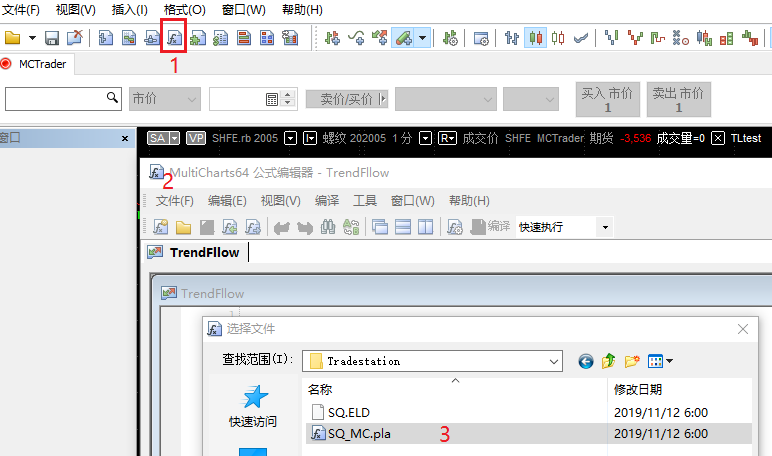 文件(F) 视图(V) 插入(I) 格式(O) 窗口(W) 帮助(H)
1
MCTrader
市价 卖价/买价 买入 市价 1 卖出 市价 1
窗口 × SA VP SHFE.rb 2005 螺纹 202005 1 分 R 成交价 SHFE MCTrader 期货 -3,536 成交量=0 TLtest
2 MultiCharts64 公式编辑器 - TrendFllow
文件(F) 编辑(E) 视图(V) 编译 工具 窗口(W) 帮助(H)
编译 快速执行
TrendFllow
TrendFllow
1
选择文件
查找范围(I): Tradestation
名称 修改日期
SQ.ELD 2019/11/12 6:00
SQ_MC.pla 3 2019/11/12 6:00
快速访问